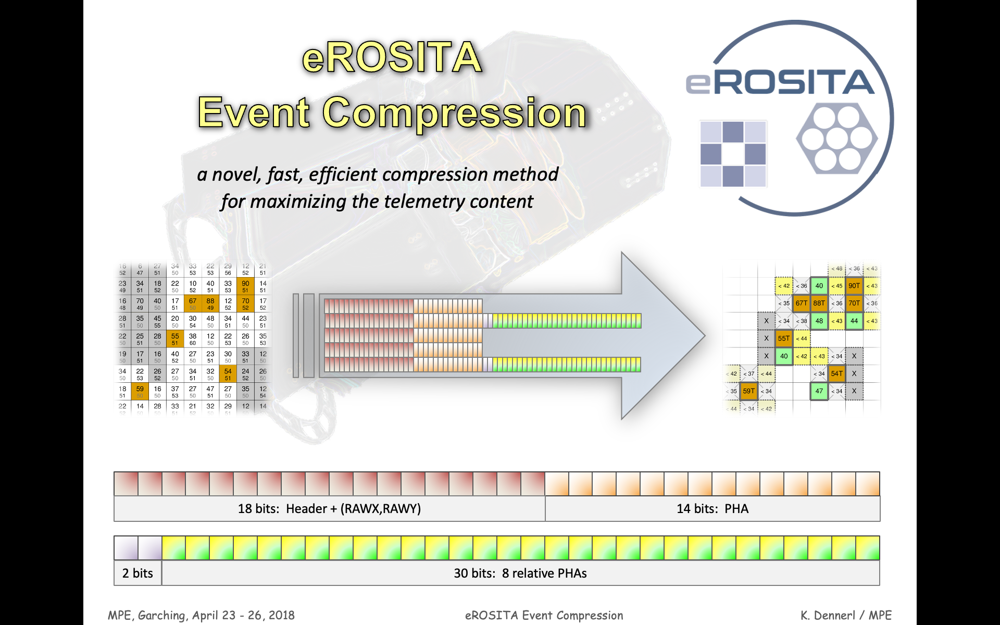 eROSITA
Event Compression
a novel, fast, efficient compression method
for maximizing the telemetry content
eROSITA
16 6 27 34 33 22 29 12 21
52 47 51 50 53 53 56 52 51
23 34 18 22 10 40 33 90 14
49 51 52 50 52 51 53 51 51
16 70 40 17 67 88 12 70 17
48 49 50 51 50 49 52 52 52
28 35 45 20 30 48 34 44 23
51 50 55 50 54 50 51 50 51
22 25 28 55 38 12 22 26 35
50 51 50 51 60 50 53 50 53
19 17 16 40 27 23 30 33 12
50 51 50 52 50 51 50 51 50
34 22 26 27 34 32 54 24 26
50 53 52 50 51 50 51 52 50
18 59 16 37 27 47 27 35 12
51 50 50 53 50 51 50 50 54
22 14 28 33 21 32 29 12 14
52 50 50 51 52 50 51 50 50
< 48 < 36 < 43
< 42 < 36 40 < 45 90T < 43
< 35 67T 88T < 36 70T < 36
X < 34 < 38 48 < 43 44 < 43
X 55T < 44
X 40 < 42 < 43 < 34 X
< 42 < 37 < 44 < 34 54T X
< 35 59T < 34 47 < 34 X
< 44 < 34 < 42
18 bits: Header + (RAWX,RAWY) 14 bits: PHA
2 bits 30 bits: 8 relative PHAs
MPE, Garching, April 23 - 26, 2018 eROSITA Event Compression K. Dennerl / MPE